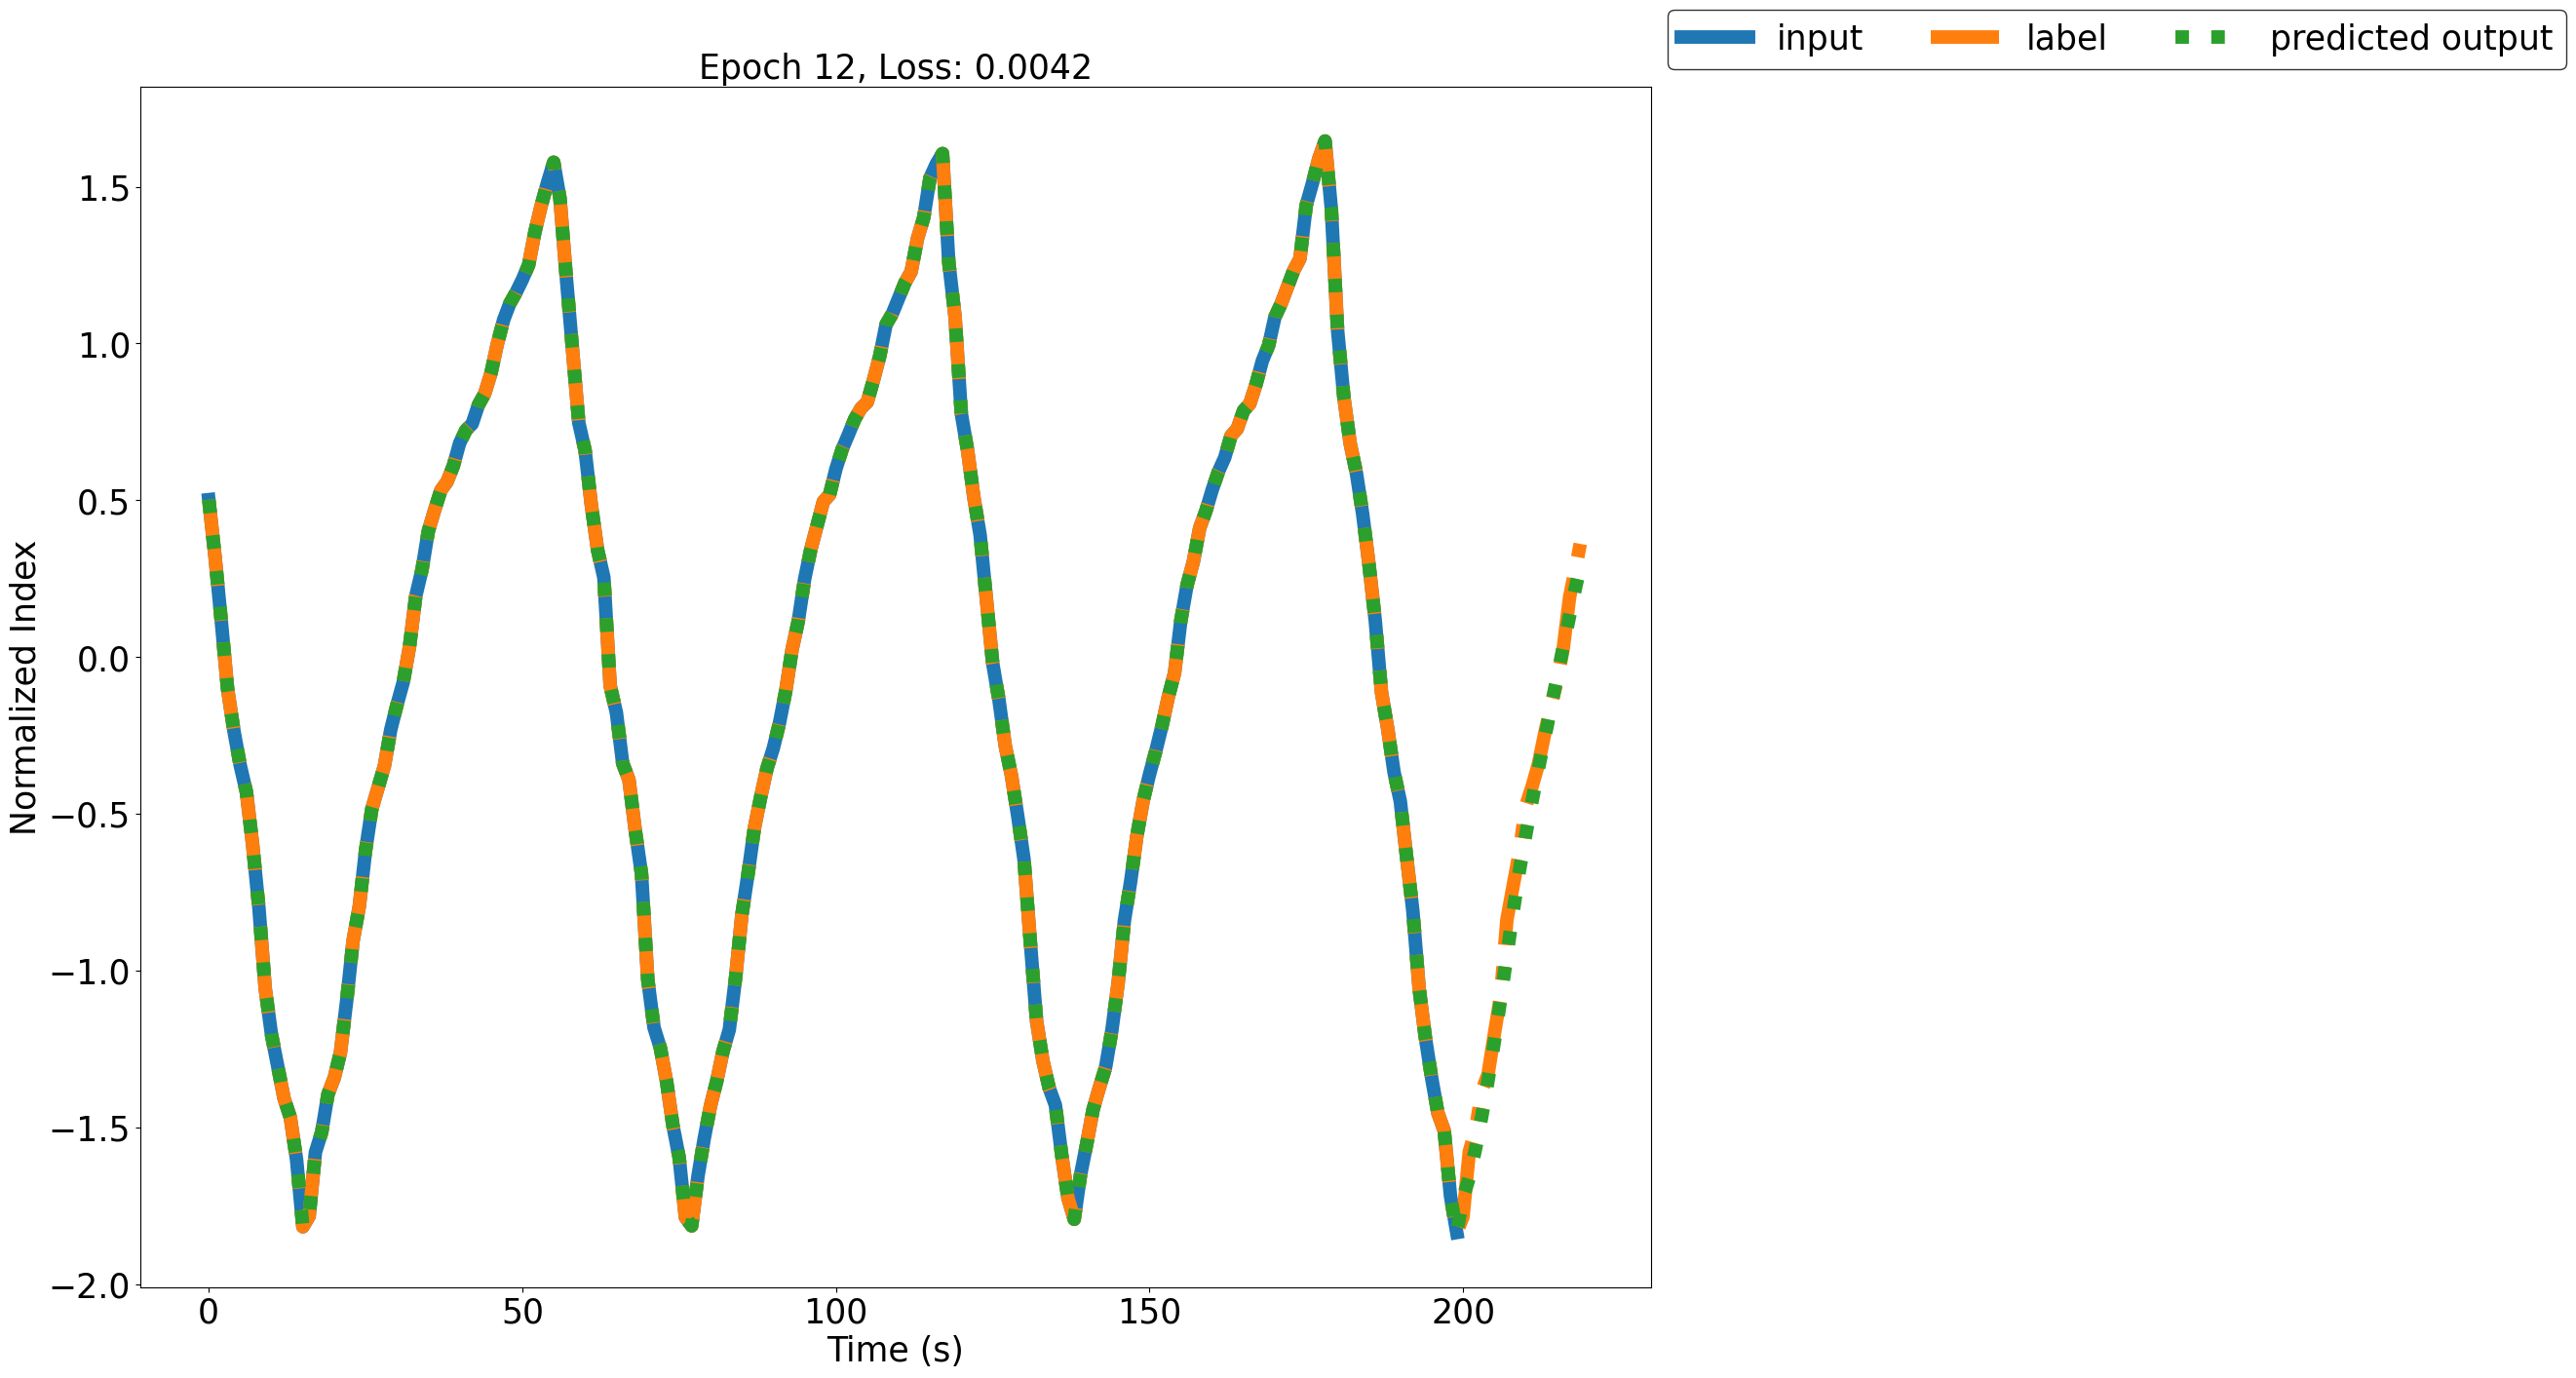 input label predicted output
Epoch 12, Loss: 0.0042
Normalized Index
1.5
1.0
0.5
0.0
−0.5
−1.0
−1.5
−2.0
0 50 100 150 200
Time (s)